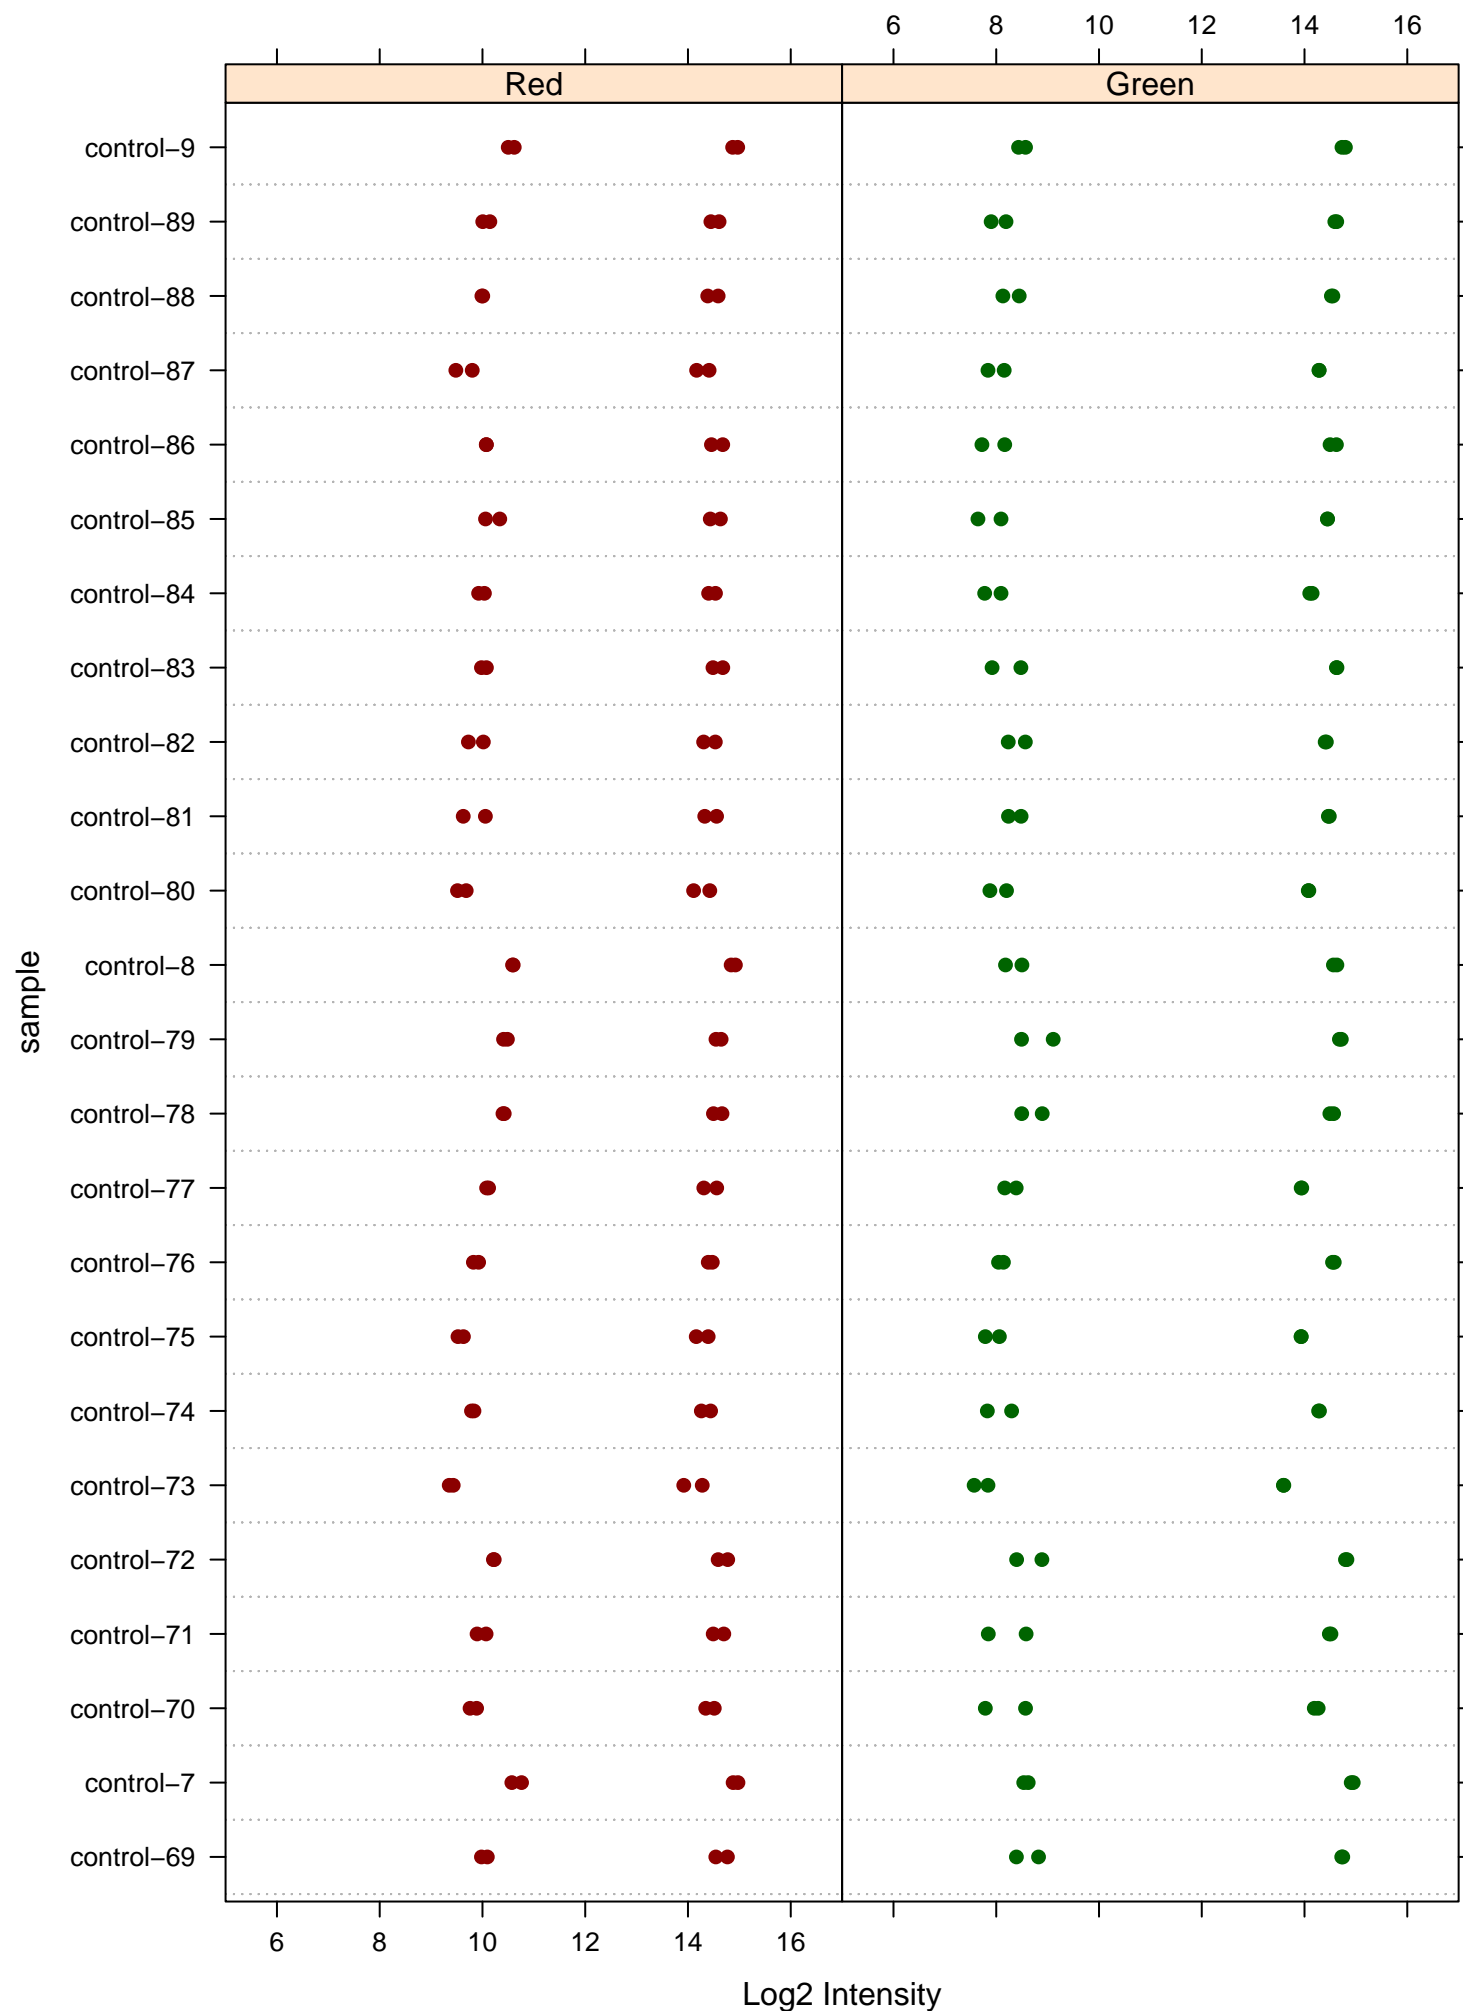 6 8 10 12 14 16
Red Green
control−9
control−89
control−88
control−87
control−86
control−85
control−84
control−83
control−82
control−81
control−80
control−8
control−79
control−78
control−77
control−76
control−75
control−74
control−73
control−72
control−71
control−70
control−7
control−69
sample
6 8 10 12 14 16
Log2 Intensity